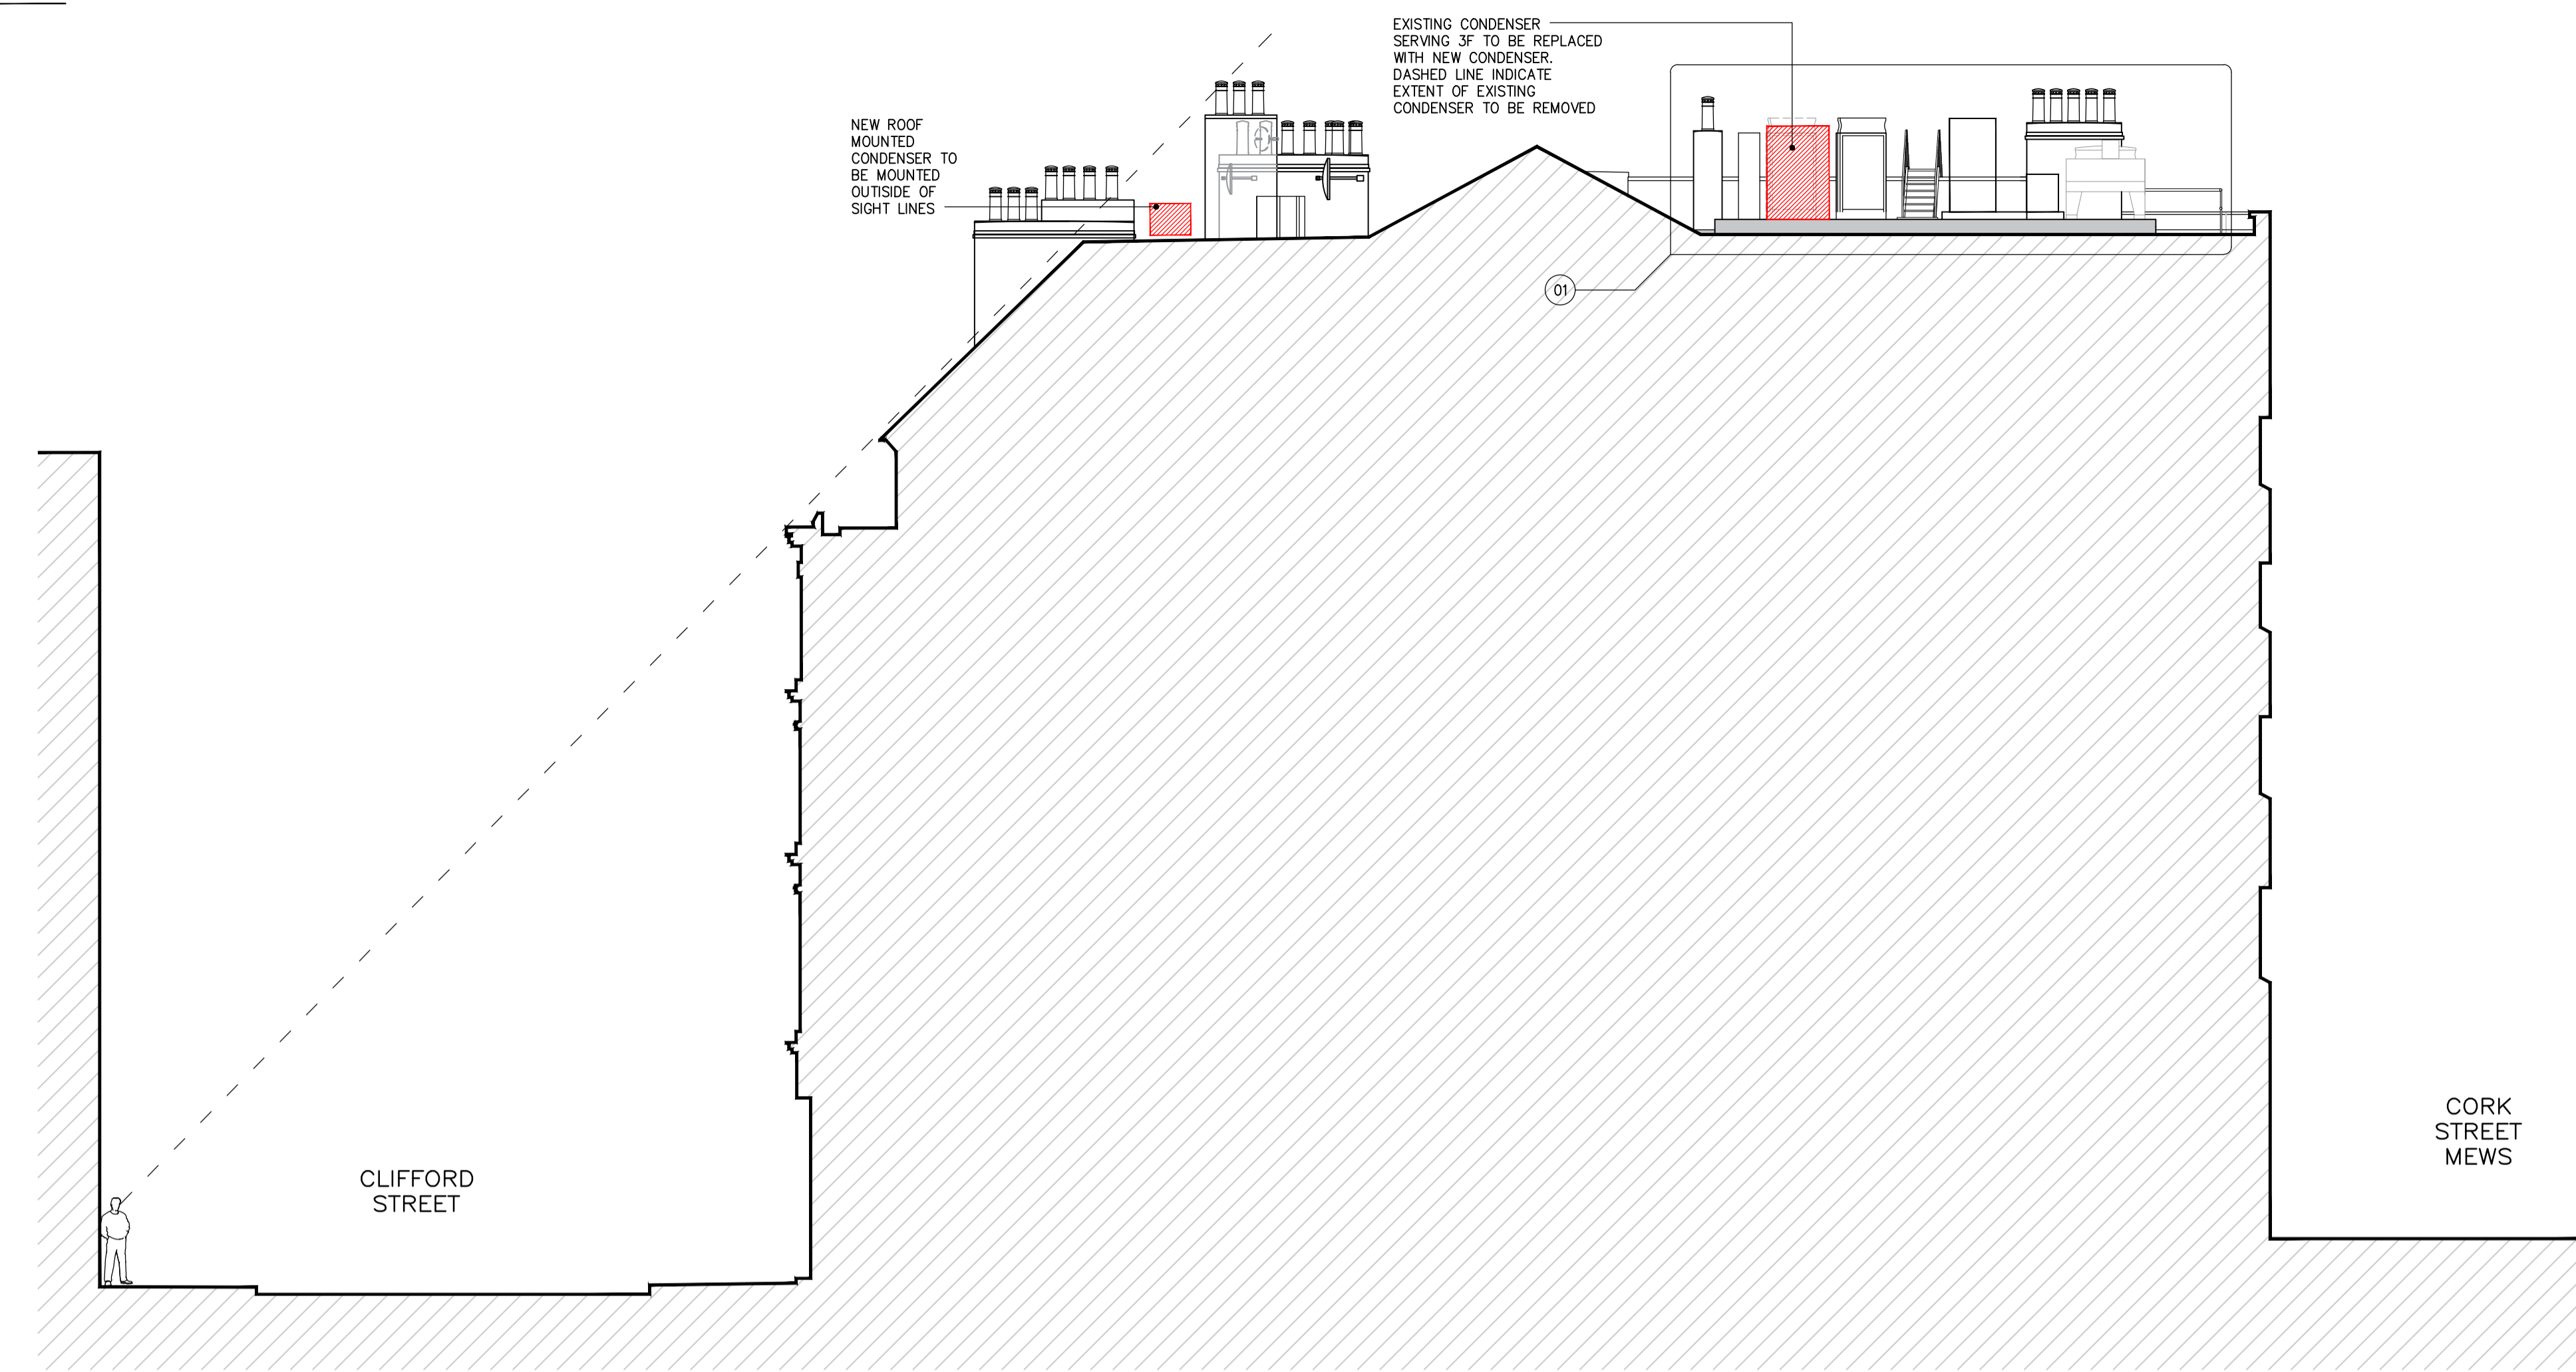 EXISTING CONDENSER
SERVING 3F TO BE REPLACED
WITH NEW CONDENSER.
DASHED LINE INDICATE
EXTENT OF EXISTING
CONDENSER TO BE REMOVED
NEW ROOF
MOUNTED
CONDENSER TO
BE MOUNTED
OUTISIDE OF
SIGHT LINES
01
CLIFFORD
STREET
CORK
STREET
MEWS